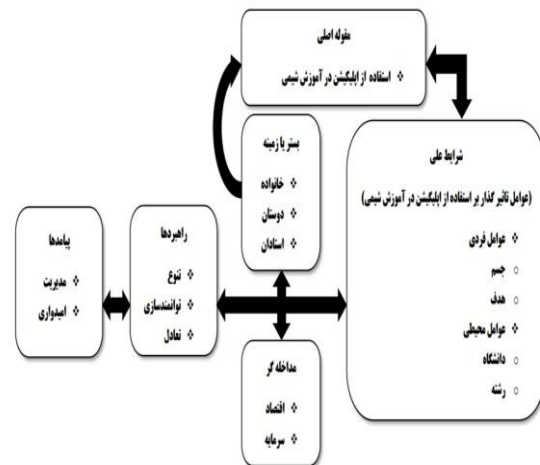 مقوله اصلی
❖ استفاده از اپلیکیشن در آموزش شیمی
شرایط علی
(عوامل تاثیر گذار بر استفاده از اپلیکیشن در آموزش شیمی)
❖ عوامل فردی
○ جسم
○ هدف
❖ عوامل محیطی
○ دانشگاه
○ رشته
بستر یا زمینه
❖ خانواده
❖ دوستان
❖ استادان
مداخله گر
❖ اقتصاد
❖ سرمایه
راهبردها
❖ تنوع
❖ توانمندسازی
❖ تعادل
پیامدها
❖ مدیریت
❖ امیدواری